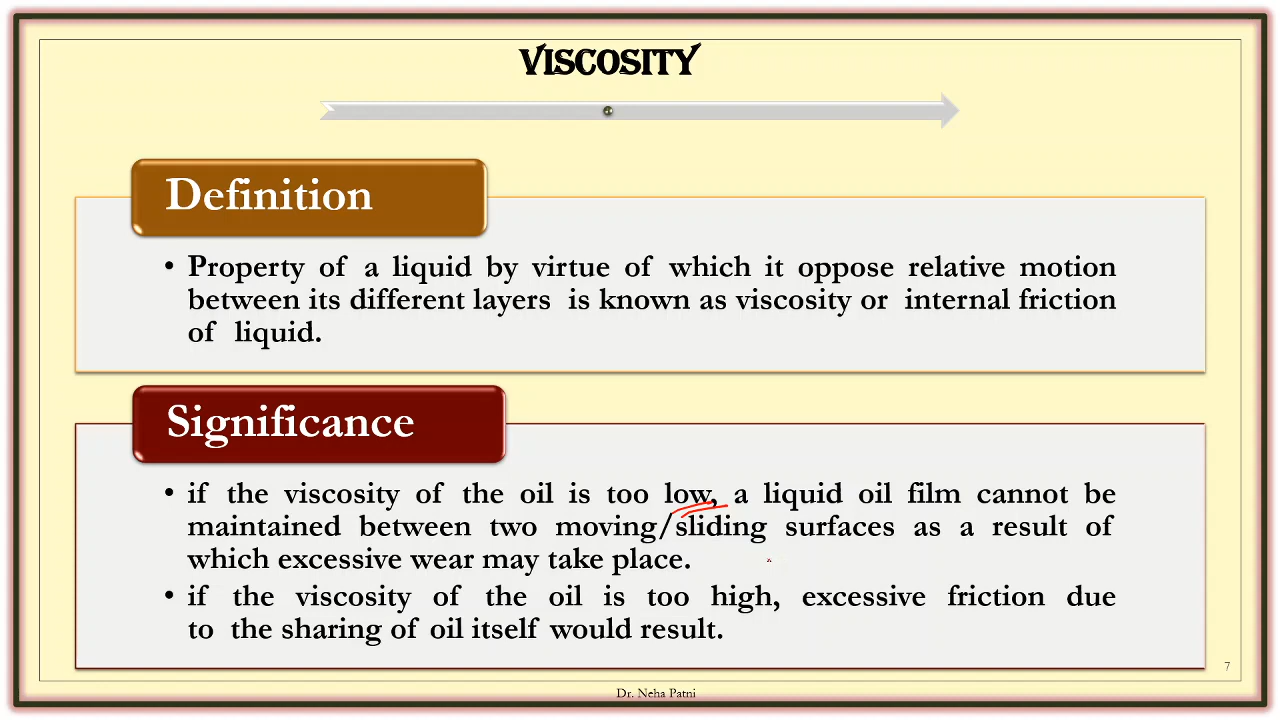 VISCOSITY
Definition
• Property of a liquid by virtue of which it oppose relative motion
between its different layers is known as viscosity or internal friction
of liquid.
Significance
• if the viscosity of the oil is too low, a liquid oil film cannot be
maintained between two moving/sliding surfaces as a result of
which excessive wear may take place.
• if the viscosity of the oil is too high, excessive friction due
to the sharing of oil itself would result.
7
Dr. Neha Patni